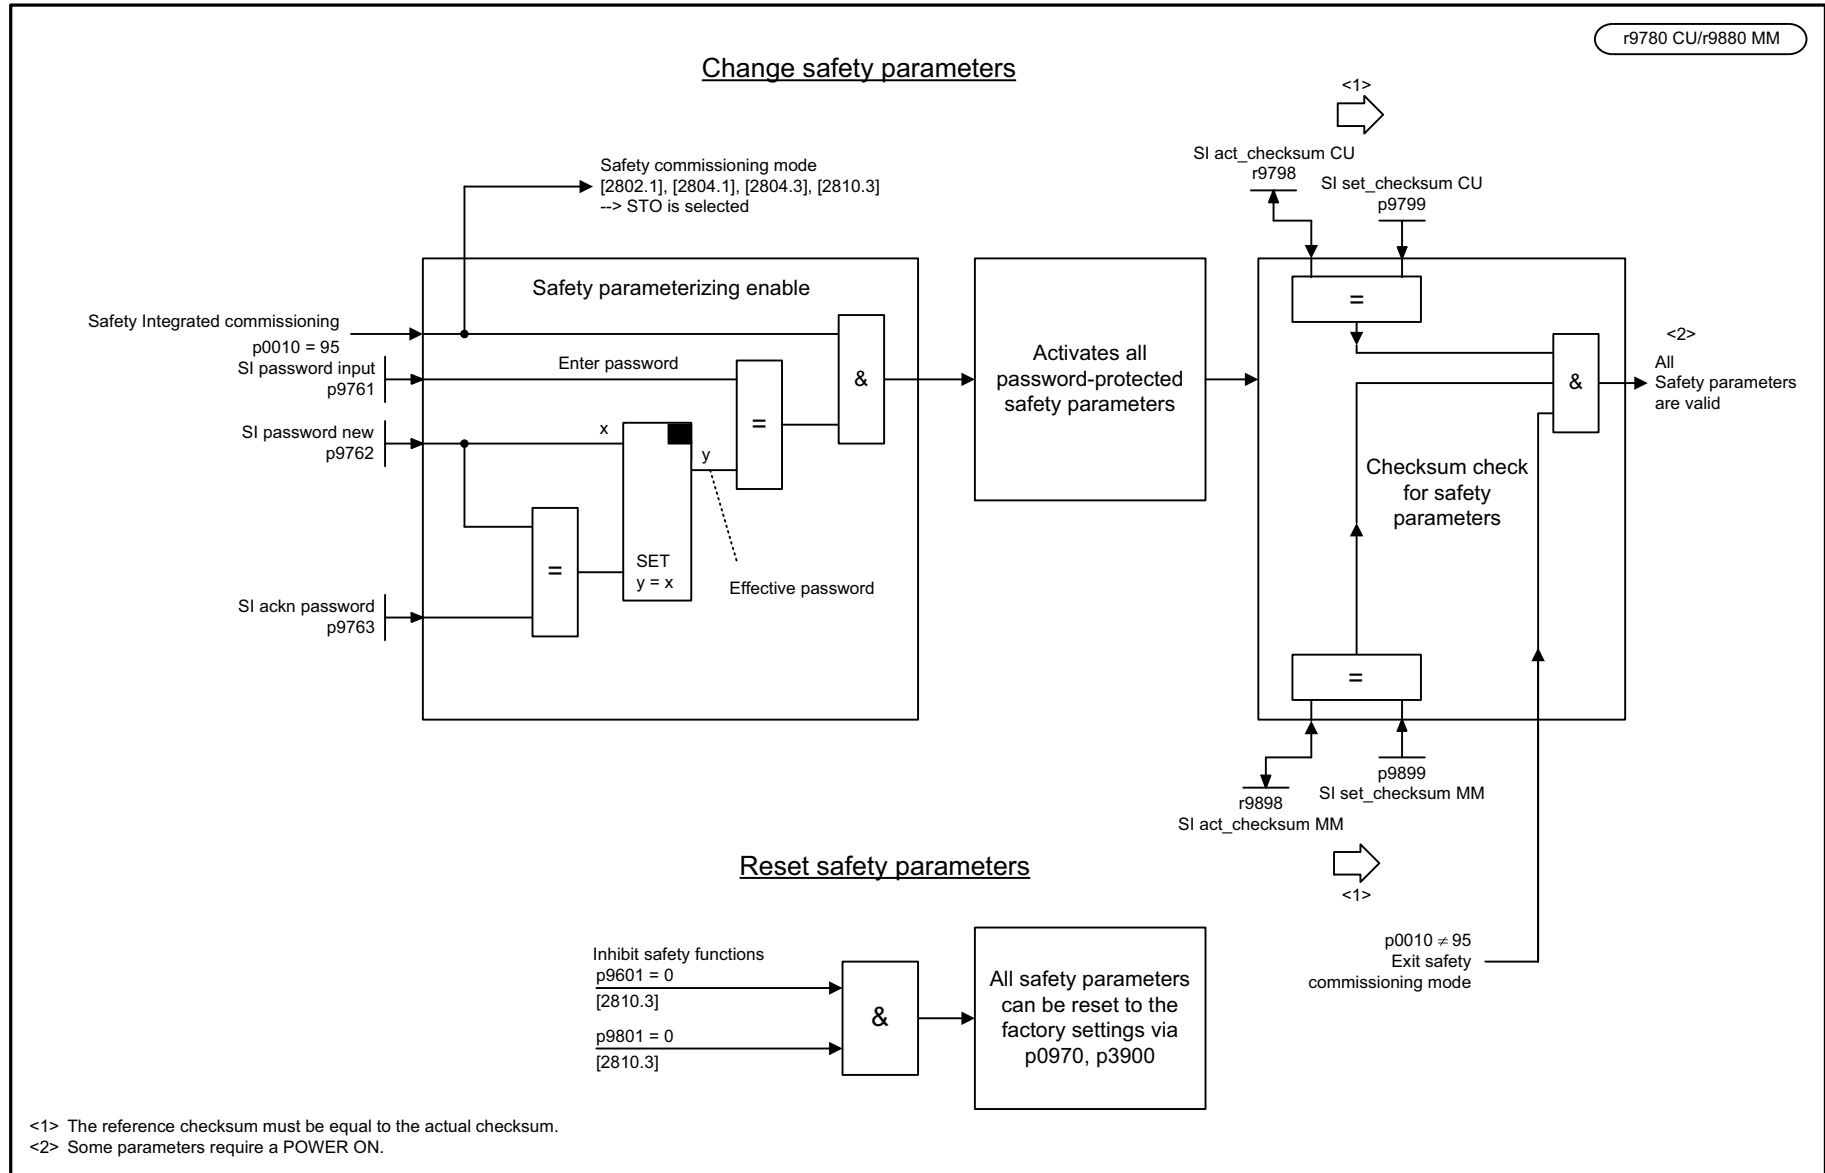 r9780 CU/r9880 MM
Change safety parameters
<1>
SI act_checksum CU
r9798
SI set_checksum CU
p9799
Safety commissioning mode
[2802.1], [2804.1], [2804.3], [2810.3]
--> STO is selected
Safety parameterizing enable
=
Safety Integrated commissioning
p0010 = 95
SI password input
p9761
Enter password
&
=
Activates all
password-protected
safety parameters
&
<2>
All
Safety parameters
are valid
SI password new
p9762
x
y
SET
y = x
=
Effective password
Checksum check
for safety
parameters
SI ackn password
p9763
=
r9898
SI act_checksum MM
p9899
SI set_checksum MM
<1>
Reset safety parameters
Inhibit safety functions
p9601 = 0
[2810.3]
p9801 = 0
[2810.3]
&
All safety parameters
can be reset to the
factory settings via
p0970, p3900
p0010 ≠ 95
Exit safety
commissioning mode
<1> The reference checksum must be equal to the actual checksum.
<2> Some parameters require a POWER ON.